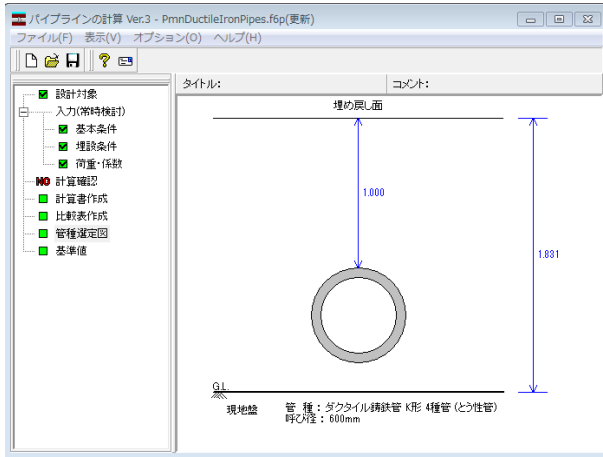 パイプラインの計算 Ver.3 - PmnDuctileIronPipes.f6p(更新)
ファイル(F) 表示(V) オプション(O) ヘルプ(H)
タイトル:
コメント:
設計対象
入力(常時検討)
基本条件
埋設条件
荷重・係数
NO 計算確認
計算書作成
比較表作成
管種選定図
基準値
埋め戻し面
1.000
1.831
G.L.
現地盤
管 種 : ダクタイル鋳鉄管 K形 4種管 (とう性管)
呼び径 : 600mm